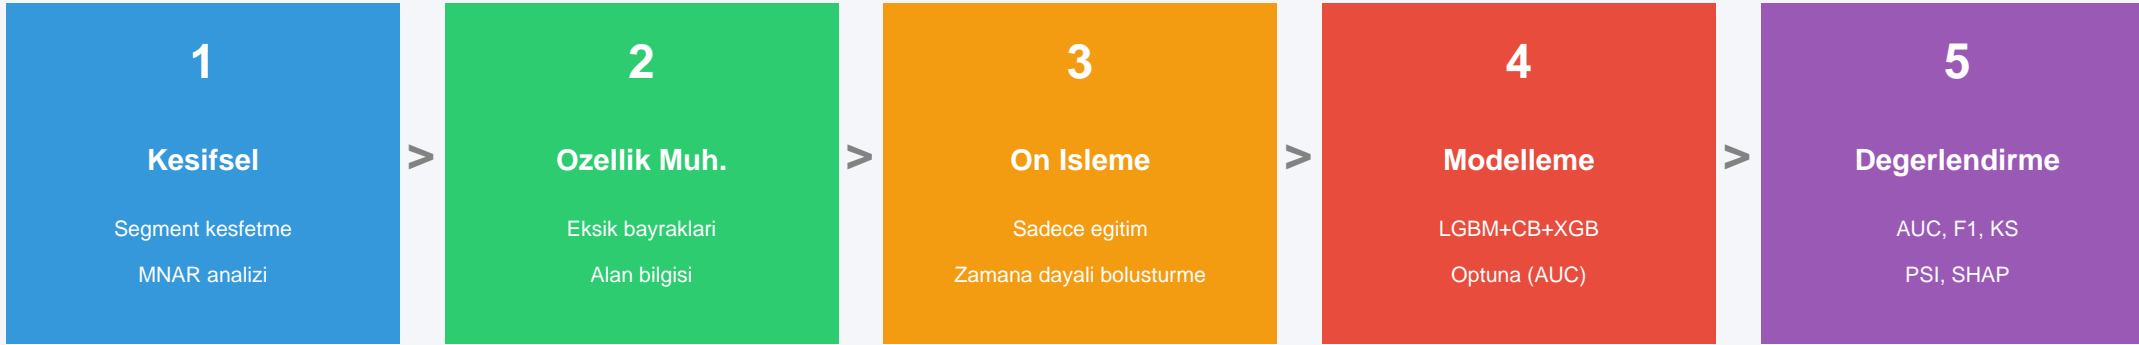 1
Kesifsel
Segment kesfetme
MNAR analizi
>
2
Ozellik Muh.
Eksik bayraklari
Alan bilgisi
>
3
On Isleme
Sadece egitim
Zamana dayali bolusturme
>
4
Modelleme
LGBM+CB+XGB
Optuna (AUC)
>
5
Degerlendirme
AUC, F1, KS
PSI, SHAP